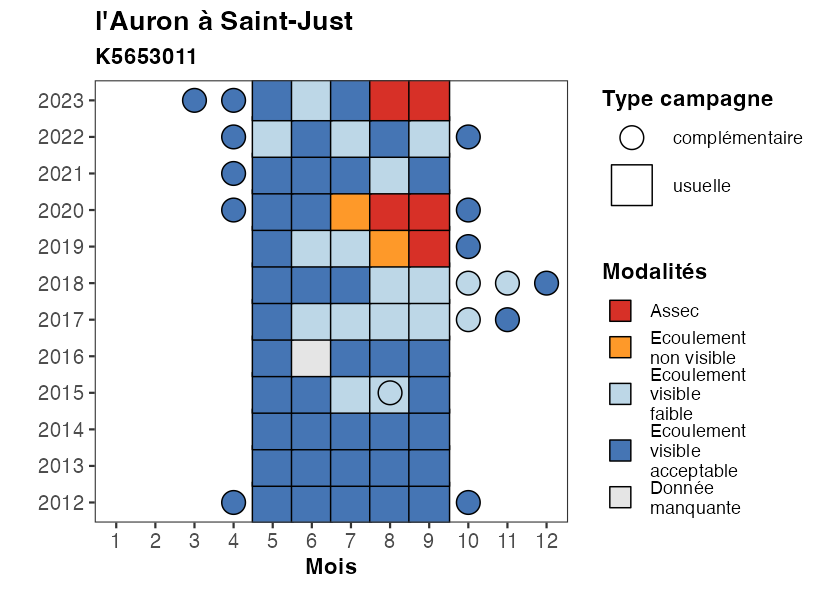 l'Auron à Saint-Just
K5653011
2023
2022
2021
2020
2019
2018
2017
2016
2015
2014
2013
2012
1 2 3 4 5 6 7 8 9 10 11 12
Mois
Type campagne
complémentaire
usuelle
Modalités
Assec
Ecoulement
non visible
Ecoulement
visible
faible
Ecoulement
visible
acceptable
Donnée
manquante